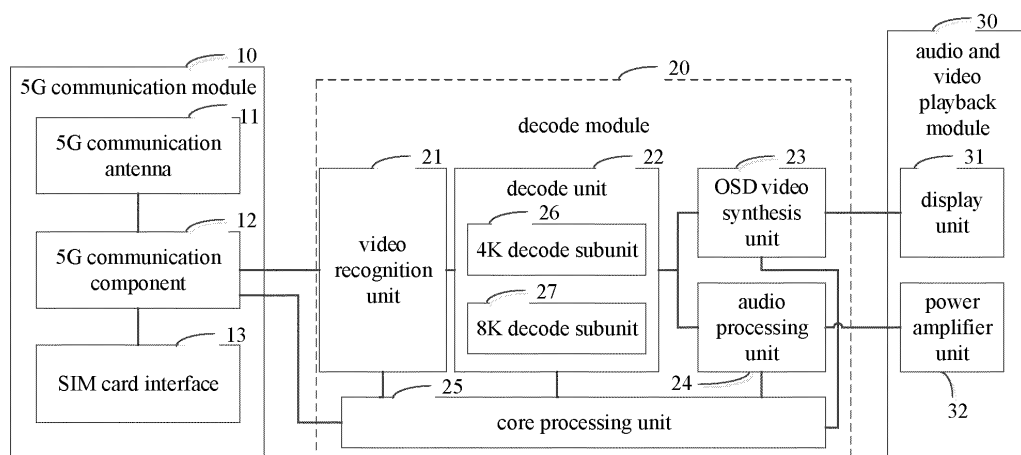 10
5G communication module
11
5G communication
antenna
12
5G communication
component
13
SIM card interface
20
decode module
21
video
recognition
unit
22
decode unit
26
4K decode subunit
27
8K decode subunit
23
OSD video
synthesis
unit
audio
processing
unit
24
25
core processing unit
30
audio and
video
playback
module
31
display
unit
power
amplifier
unit
32